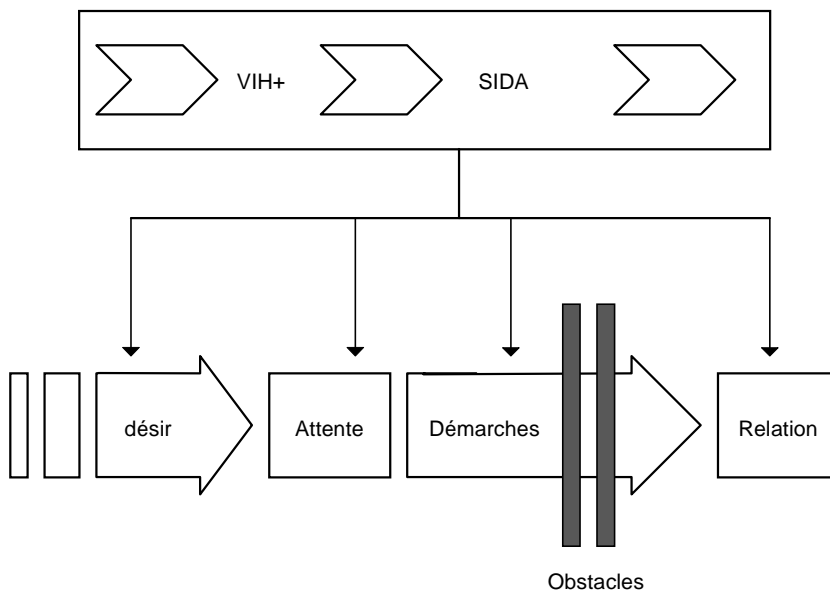 VIH+
SIDA
désir
Attente
Démarches
Relation
Obstacles